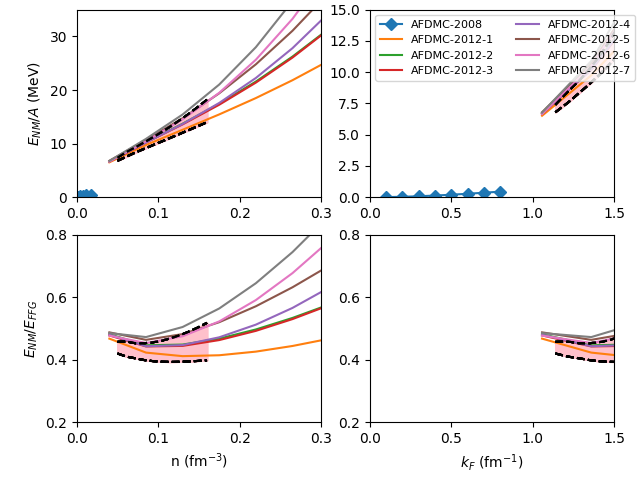 30
20
10
0
E_NM/A (MeV)
0.0 0.1 0.2 0.3
15.0
12.5
10.0
7.5
5.0
2.5
0.0
AFDMC-2008
AFDMC-2012-1
AFDMC-2012-2
AFDMC-2012-3
AFDMC-2012-4
AFDMC-2012-5
AFDMC-2012-6
AFDMC-2012-7
0.0 0.5 1.0 1.5
0.8
0.6
0.4
0.2
E_NM/E_FFG
0.0 0.1 0.2 0.3
n (fm⁻³)
0.8
0.6
0.4
0.2
0.0 0.5 1.0 1.5
k_F (fm⁻¹)